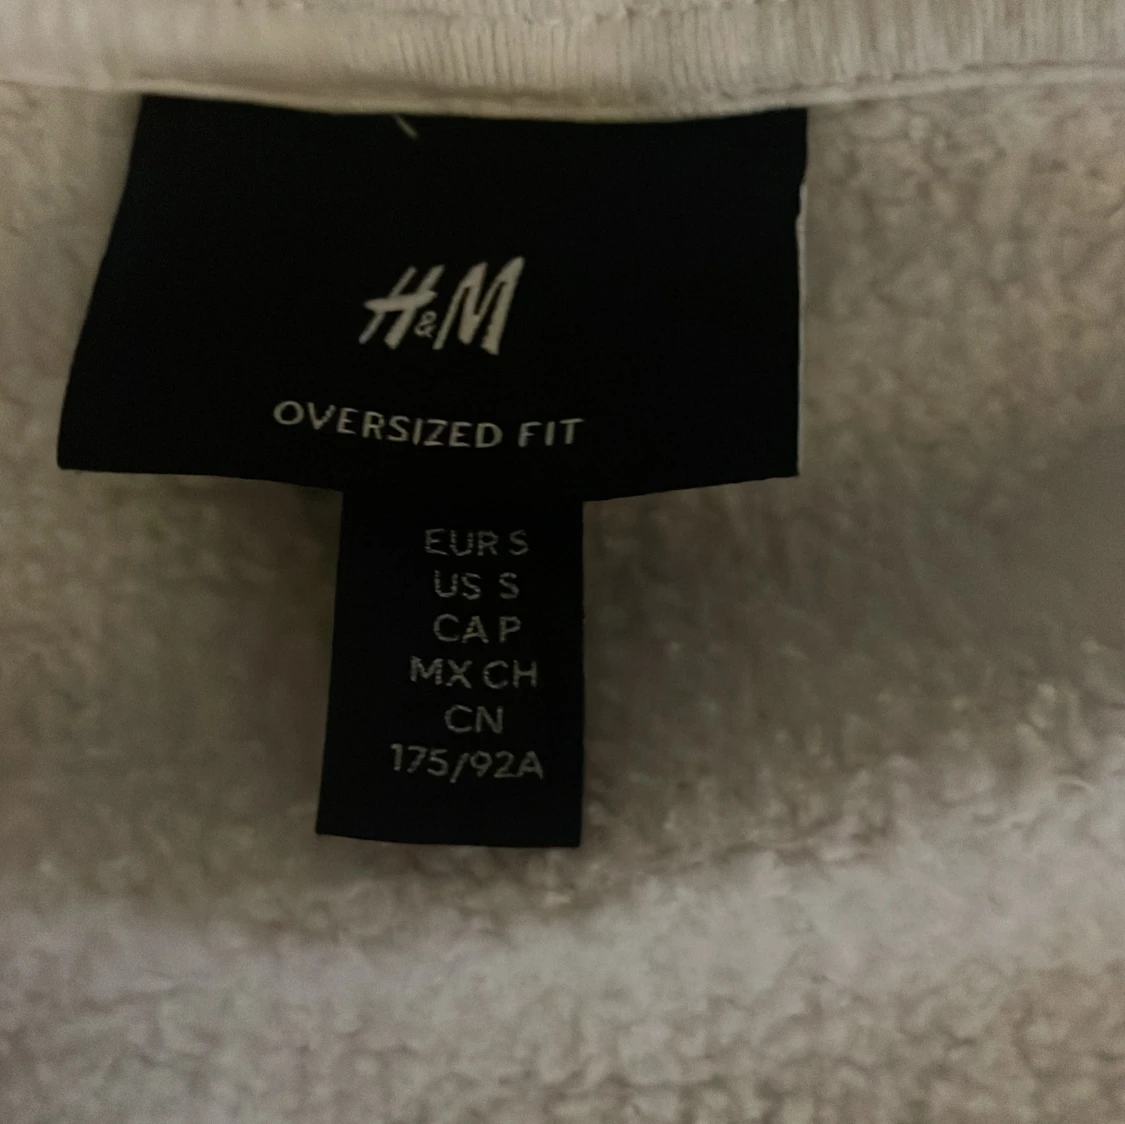 H&M
OVERSIZED FIT
EUR S
US S
CA P
MX CH
CN
175/92A